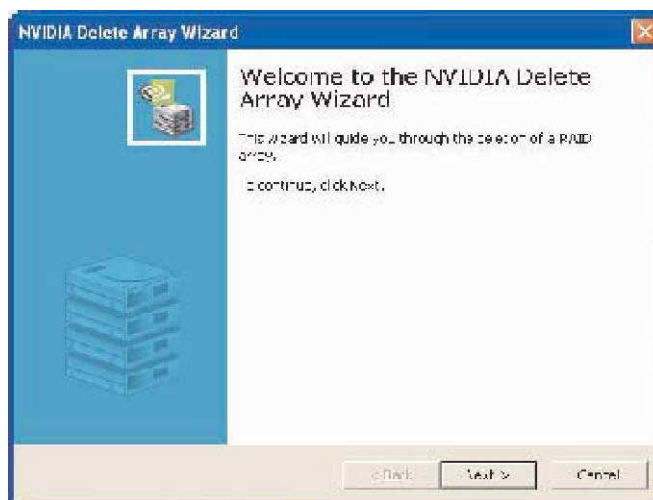 NVIDIA Delete Array Wizard
Welcome to the NVIDIA Delete
Array Wizard
This wizard will guide you through the deletion of a RAID
array.
To continue, click Next.
< Back
Next >
Cancel